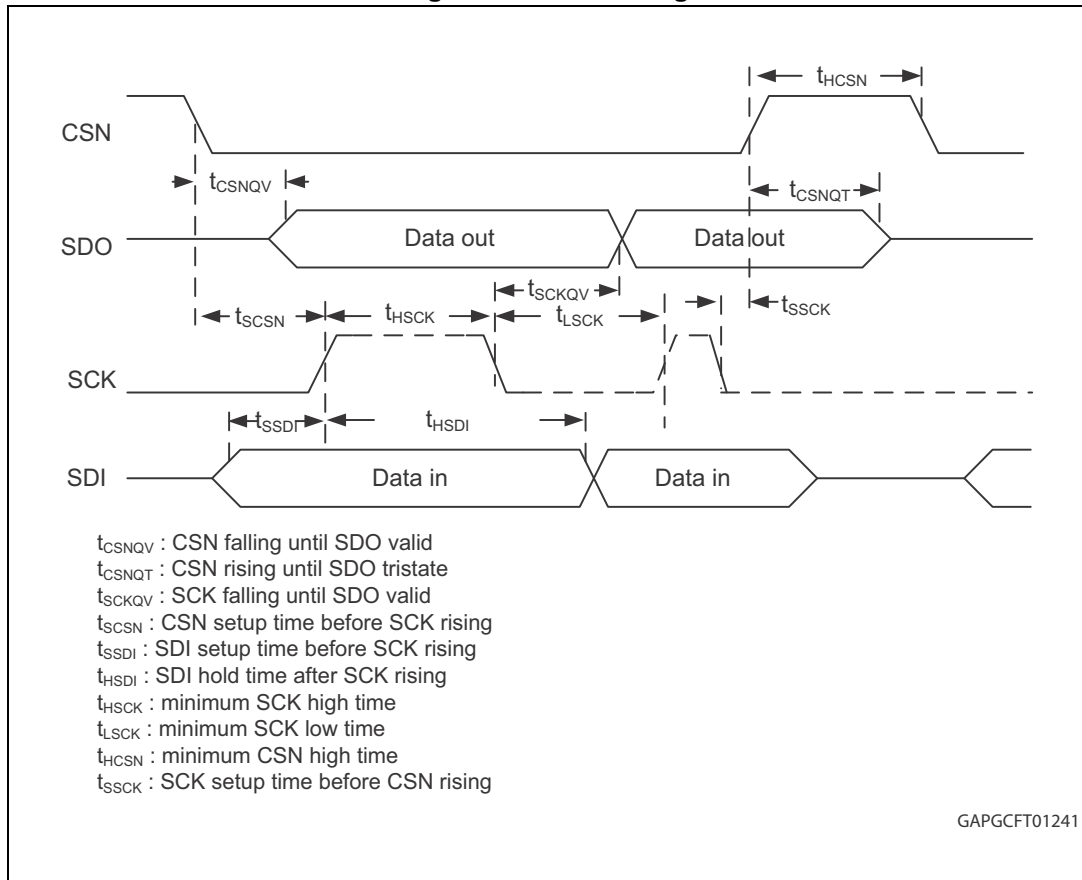 tHCSN
CSN
tCSNQV
tCSNQT
SDO
Data out
Data out
tSCKQV
tSCSN
tHSCK
tLSCK
tSSCK
SCK
tSSDI
tHSDI
SDI
Data in
Data in
tCSNQV : CSN falling until SDO valid
tCSNQT : CSN rising until SDO tristate
tSCKQV : SCK falling until SDO valid
tSCSN : CSN setup time before SCK rising
tSSDI : SDI setup time before SCK rising
tHSDI : SDI hold time after SCK rising
tHSCK : minimum SCK high time
tLSCK : minimum SCK low time
tHCSN : minimum CSN high time
tSSCK : SCK setup time before CSN rising
GAPGCFT01241